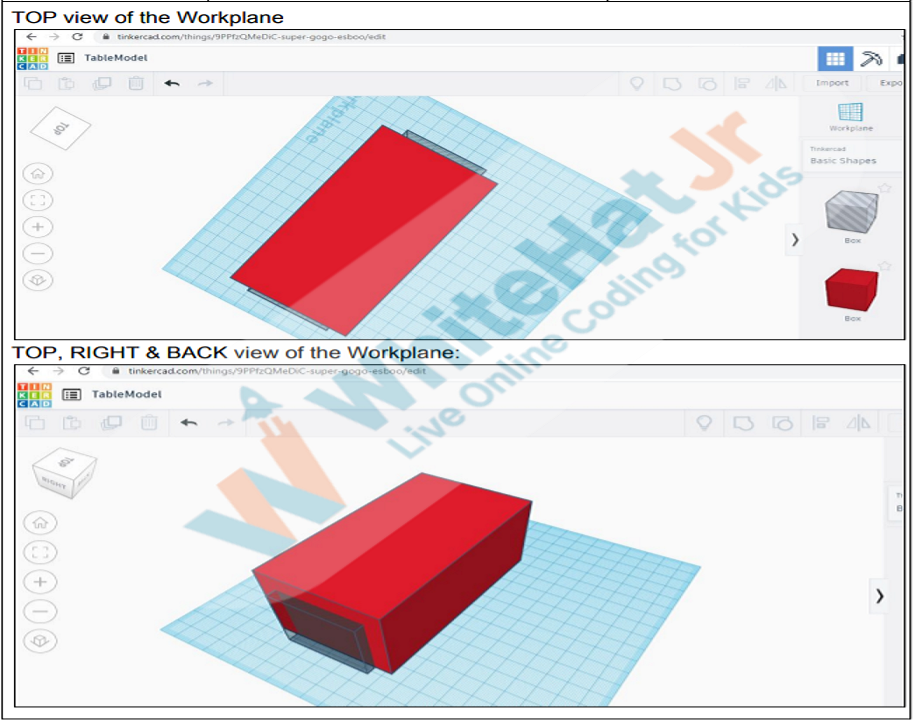 TOP view of the Workplane
tinkercad.com/things/9PPfzQMeDiC-super-gogo-esboo/edit
TIN
KER
CAD
TableModel
Import
Expo
TOP
Workplane
Workplane
Tinkercad
Basic Shapes
Box
Box
WhiteHat Jr
Live Online Coding for Kids
TOP, RIGHT & BACK view of the Workplane:
tinkercad.com/things/9PPfzQMeDiC-super-gogo-esboo/edit
TIN
KER
CAD
TableModel
TOP
RIGHT